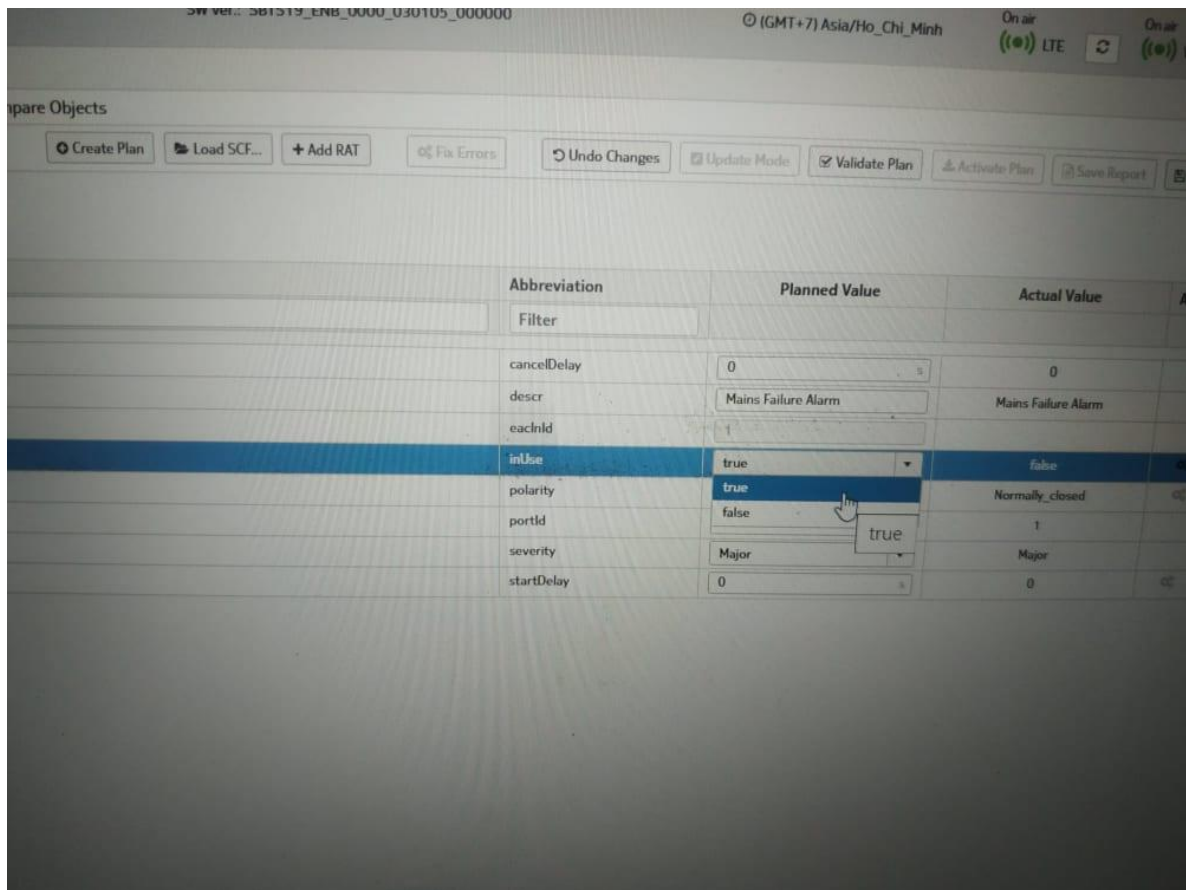 SW ver.: SBTS19_ENB_0000_030105_000000
(GMT+7) Asia/Ho_Chi_Minh
On air
LTE
On air
mpare Objects
Create Plan
Load SCF...
Add RAT
Fix Errors
Undo Changes
Update Mode
Validate Plan
Activate Plan
Save Report
Abbreviation Planned Value Actual Value
Filter
cancelDelay 0 s 0
descr Mains Failure Alarm Mains Failure Alarm
eacInId 1
inUse true false
true
false
true
polarity Normally_closed
portId 1
severity Major Major
startDelay 0 s 0